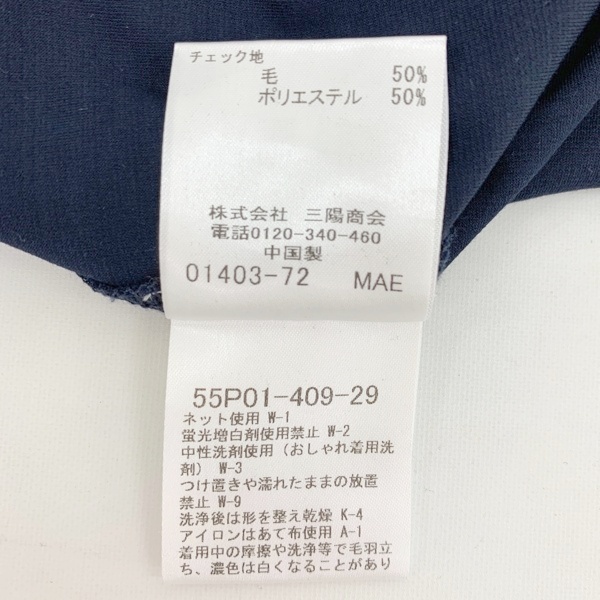 チェック地
毛 50%
ポリエステル 50%
株式会社 三陽商会
電話0120-340-460
中国製
01403-72 MAE
55P01-409-29
ネット使用 W-1
蛍光増白剤使用禁止 W-2
中性洗剤使用（おしゃれ着用洗
剤） W-3
つけ置きや濡れたままの放置
禁止 W-9
洗浄後は形を整え乾燥 K-4
アイロンはあて布使用 A-1
着用中の摩擦や洗浄等で毛羽立
ち、濃色は白くなることがあり